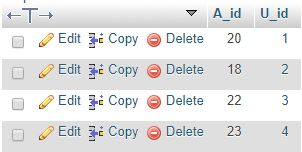 A_id U_id
Edit Copy Delete 20 1
Edit Copy Delete 18 2
Edit Copy Delete 22 3
Edit Copy Delete 23 4